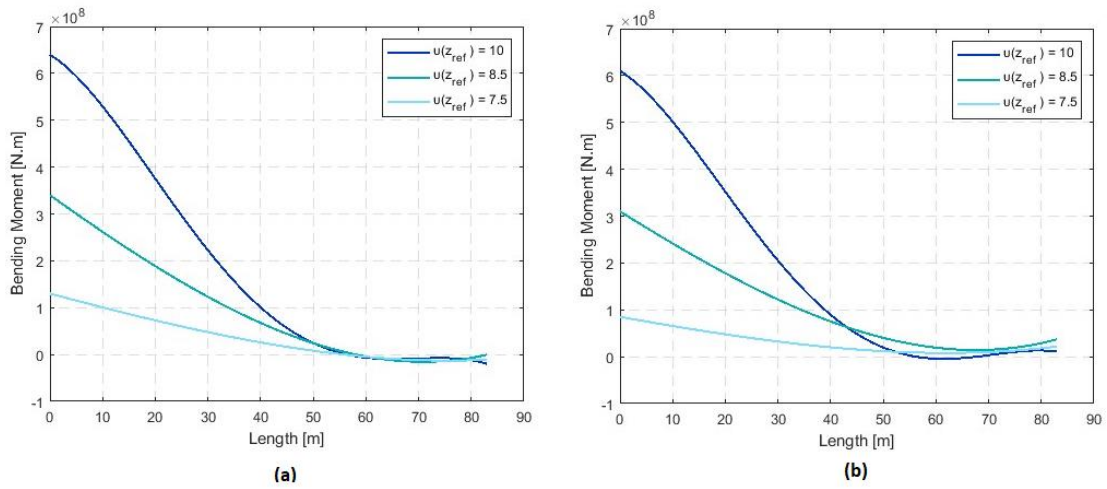 ×10⁸
7
6
5
4
3
2
1
0
-1
0 10 20 30 40 50 60 70 80 90
Bending Moment [N.m]
Length [m]
υ(z_ref ) = 10
υ(z_ref ) = 8.5
υ(z_ref ) = 7.5
(a)
×10⁸
7
6
5
4
3
2
1
0
-1
0 10 20 30 40 50 60 70 80 90
Bending Moment [N.m]
Length [m]
υ(z_ref ) = 10
υ(z_ref ) = 8.5
υ(z_ref ) = 7.5
(b)